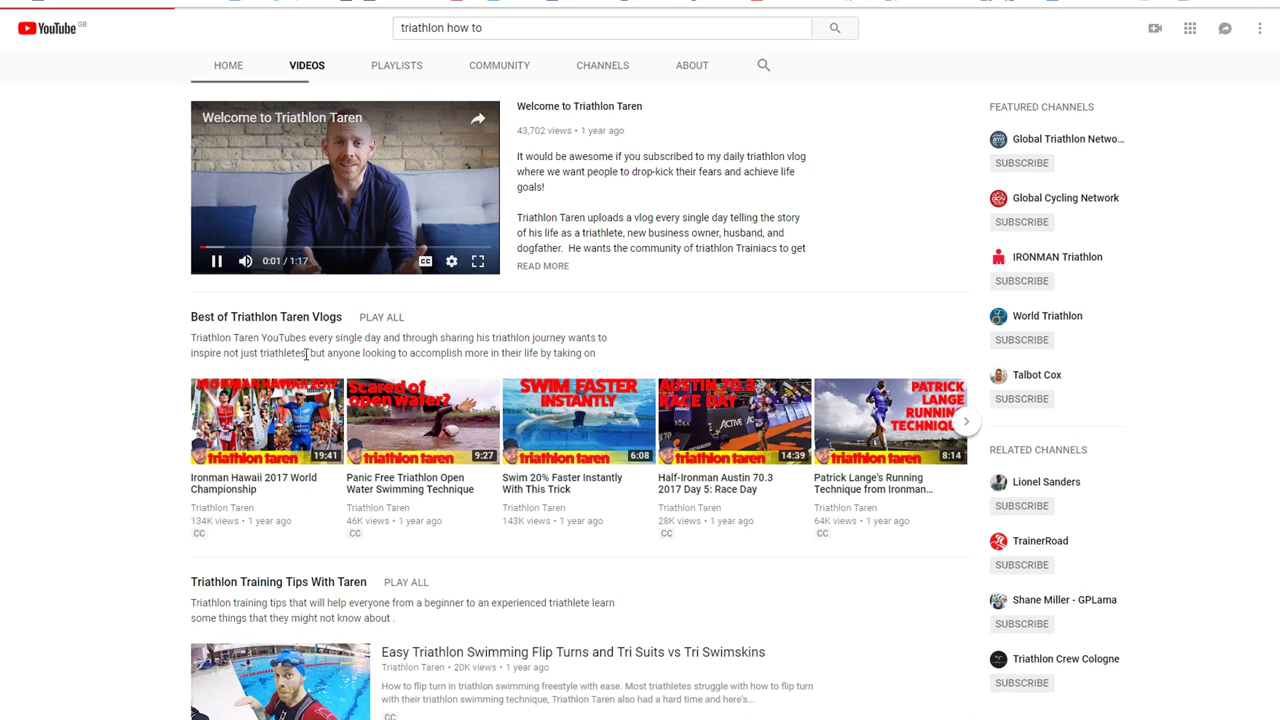 YouTube GB
triathlon how to
HOME VIDEOS PLAYLISTS COMMUNITY CHANNELS ABOUT
Welcome to Triathlon Taren
0:01 / 1:17
CC
Welcome to Triathlon Taren
43,702 views • 1 year ago
It would be awesome if you subscribed to my daily triathlon vlog
where we want people to drop-kick their fears and achieve life
goals!
Triathlon Taren uploads a vlog every single day telling the story
of his life as a triathlete, new business owner, husband, and
dogfather. He wants the community of triathlon Trainiacs to get
READ MORE
Best of Triathlon Taren Vlogs PLAY ALL
Triathlon Taren YouTubes every single day and through sharing his triathlon journey wants to
inspire not just triathletes but anyone looking to accomplish more in their life by taking on
IRONMAN HAWAII 2017
triathlon taren
19:41
Ironman Hawaii 2017 World
Championship
Triathlon Taren
134K views • 1 year ago
CC
Scared of
open water?
triathlon taren
9:27
Panic Free Triathlon Open
Water Swimming Technique
Triathlon Taren
46K views • 1 year ago
CC
SWIM FASTER
INSTANTLY
triathlon taren
6:08
Swim 20% Faster Instantly
With This Trick
Triathlon Taren
143K views • 1 year ago
AUSTIN 70.3
RACE DAY
ACTIVE
triathlon taren
14:39
Half-Ironman Austin 70.3
2017 Day 5: Race Day
Triathlon Taren
28K views • 1 year ago
CC
PATRICK
LANGE
RUNNING
TECHNIQUE
triathlon taren
8:14
Patrick Lange's Running
Technique from Ironman...
Triathlon Taren
64K views • 1 year ago
CC
Triathlon Training Tips With Taren PLAY ALL
Triathlon training tips that will help everyone from a beginner to an experienced triathlete learn
some things that they might not know about .
Easy Triathlon Swimming Flip Turns and Tri Suits vs Tri Swimskins
Triathlon Taren • 20K views • 1 year ago
How to flip turn in triathlon swimming freestyle with ease. Most triathletes struggle with how to flip turn
with their triathlon swimming technique, Triathlon Taren also had a hard time and here's...
CC
FEATURED CHANNELS
Global Triathlon Netwo...
SUBSCRIBE
Global Cycling Network
SUBSCRIBE
IRONMAN Triathlon
SUBSCRIBE
World Triathlon
SUBSCRIBE
Talbot Cox
SUBSCRIBE
RELATED CHANNELS
Lionel Sanders
SUBSCRIBE
TrainerRoad
SUBSCRIBE
Shane Miller - GPLama
SUBSCRIBE
Triathlon Crew Cologne
SUBSCRIBE